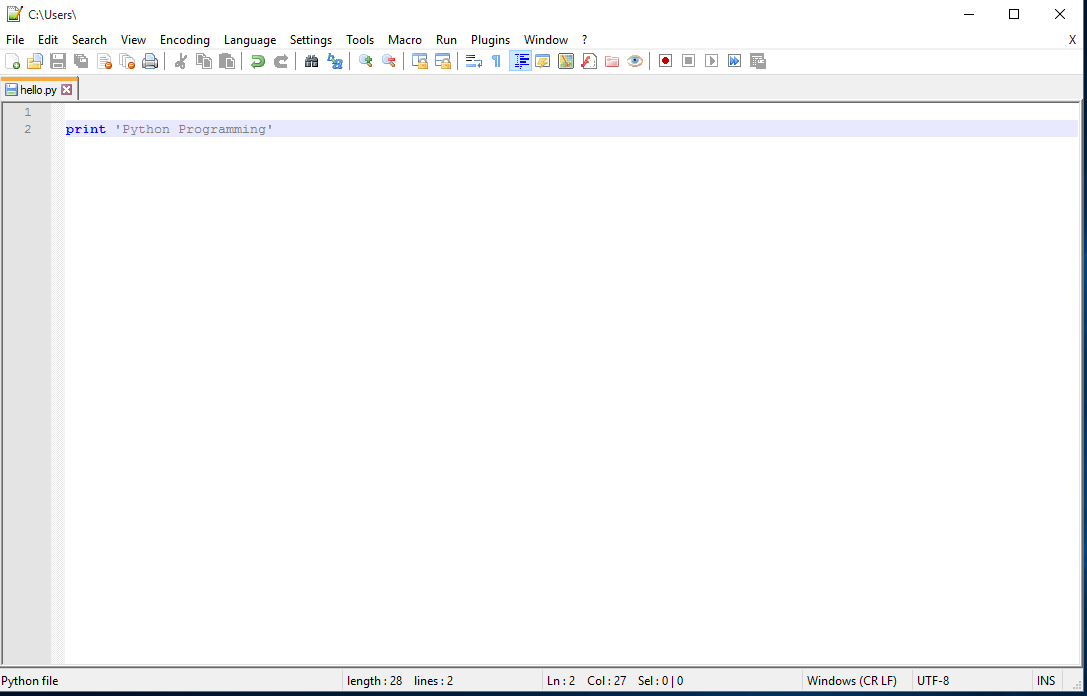 C:\Users\
File Edit Search View Encoding Language Settings Tools Macro Run Plugins Window ? X
hello.py
1
2 print 'Python Programming'
Python file length : 28 lines : 2 Ln : 2 Col : 27 Sel : 0 | 0 Windows (CR LF) UTF-8 INS